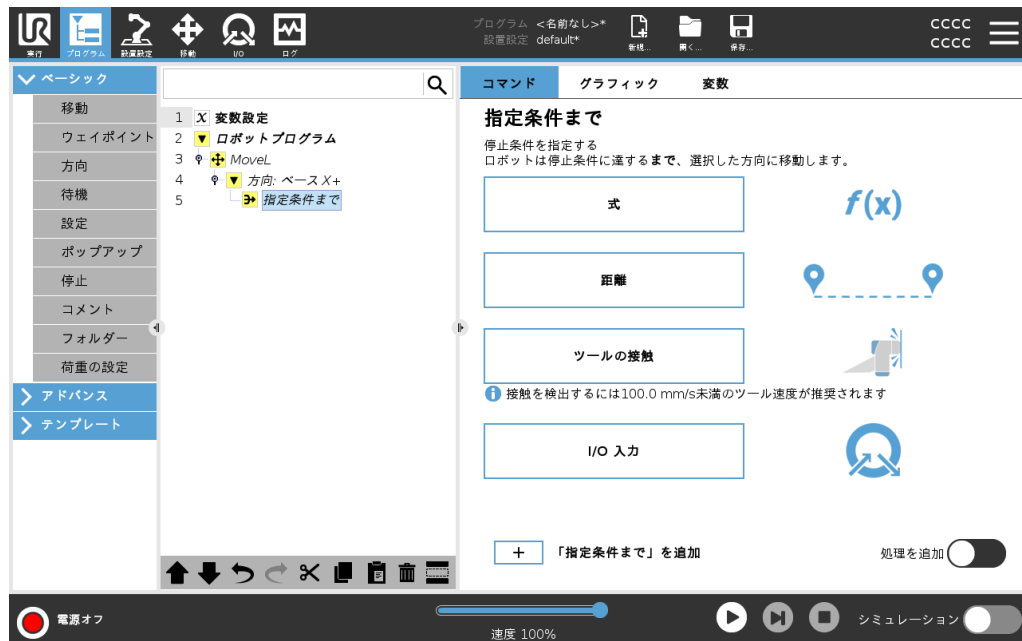 プログラム <名前なし>*
設置設定 default*
CCCC
CCCC
実行
プログラム
設置設定
移動
I/O
ログ
新規...
開く...
保存...
ベーシック
移動
ウェイポイント
方向
待機
設定
ポップアップ
停止
コメント
フォルダー
荷重の設定
アドバンス
テンプレート
1 X 変数設定
2 ロボットプログラム
3 MoveL
4 方向: ベース X+
5 指定条件まで
コマンド グラフィック 変数
指定条件まで
停止条件を指定する
ロボットは停止条件に達するまで、選択した方向に移動します。
式
f(x)
距離
ツールの接触
接触を検出するには100.0 mm/s未満のツール速度が推奨されます
I/O 入力
+ 「指定条件まで」を追加
処理を追加
電源オフ
速度 100%
シミュレーション